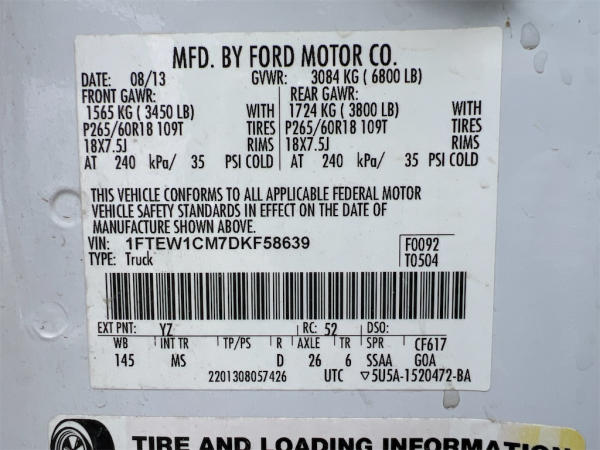 MFD. BY FORD MOTOR CO.
DATE: 08/13 GVWR: 3084 KG ( 6800 LB)
FRONT GAWR: REAR GAWR:
1565 KG ( 3450 LB) WITH 1724 KG ( 3800 LB) WITH
P265/60R18 109T TIRES P265/60R18 109T TIRES
18X7.5J RIMS 18X7.5J RIMS
AT 240 kPa/ 35 PSI COLD AT 240 kPa/ 35 PSI COLD
THIS VEHICLE CONFORMS TO ALL APPLICABLE FEDERAL MOTOR
VEHICLE SAFETY STANDARDS IN EFFECT ON THE DATE OF
MANUFACTURE SHOWN ABOVE.
VIN: 1FTEW1CM7DKF58639 F0092
TYPE: Truck T0504
EXT PNT: YZ RC: 52 DSO:
WB INT TR TP/PS R AXLE TR SPR CF617
145 MS D 26 6 SSAA GOA
2201308057426 UTC ▽5U5A-1520472-BA
TIRE AND LOADING INFORMATION